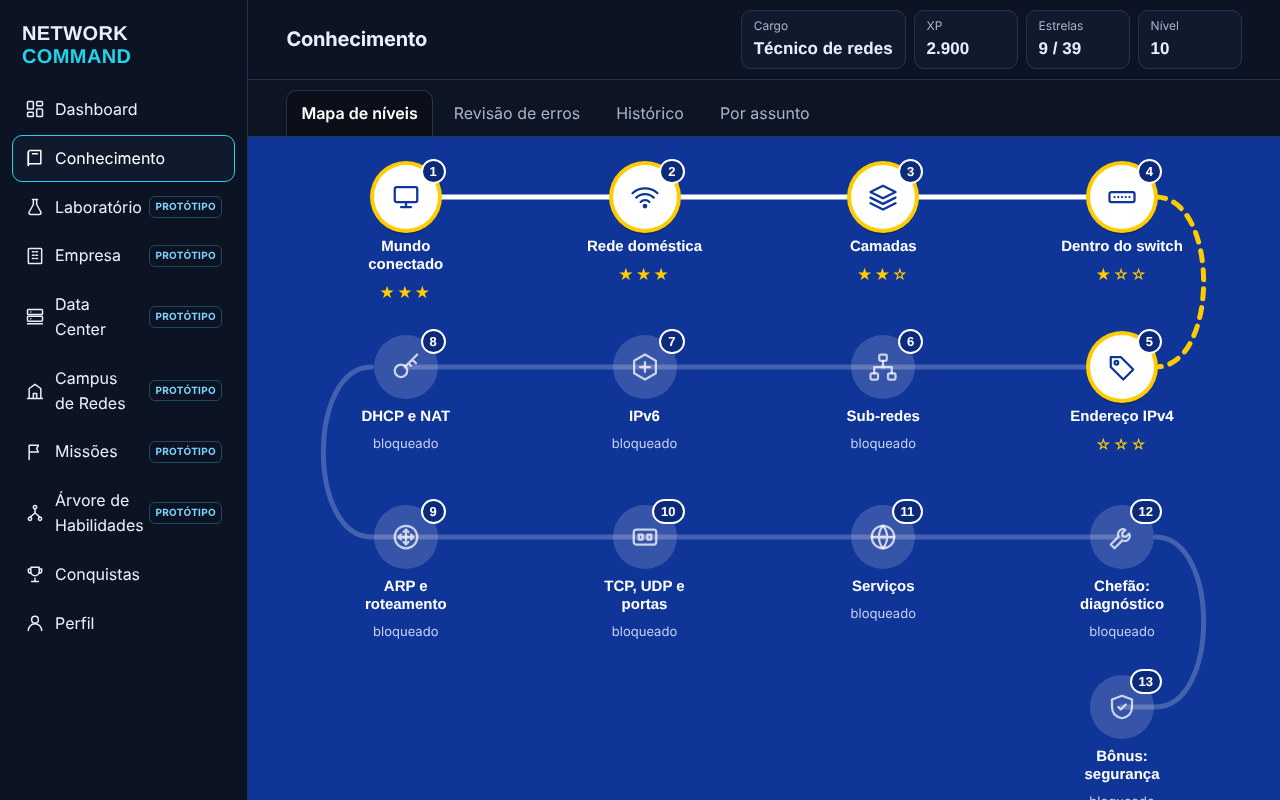 NETWORK
COMMAND
Dashboard
Conhecimento
Laboratório PROTÓTIPO
Empresa PROTÓTIPO
Data
Center
PROTÓTIPO
Campus
de Redes
PROTÓTIPO
Missões PROTÓTIPO
Árvore de
Habilidades
PROTÓTIPO
Conquistas
Perfil
Conhecimento
Cargo
Técnico de redes
XP
2.900
Estrelas
9 / 39
Nível
10
Mapa de níveis
Revisão de erros
Histórico
Por assunto
1
Mundo
conectado
★★★
2
Rede doméstica
★★★
3
Camadas
★★☆
4
Dentro do switch
★☆☆
8
DHCP e NAT
bloqueado
7
IPv6
bloqueado
6
Sub-redes
bloqueado
5
Endereço IPv4
☆☆☆
9
ARP e
roteamento
bloqueado
10
TCP, UDP e
portas
bloqueado
11
Serviços
bloqueado
12
Chefão:
diagnóstico
bloqueado
13
Bônus:
segurança
bloqueado